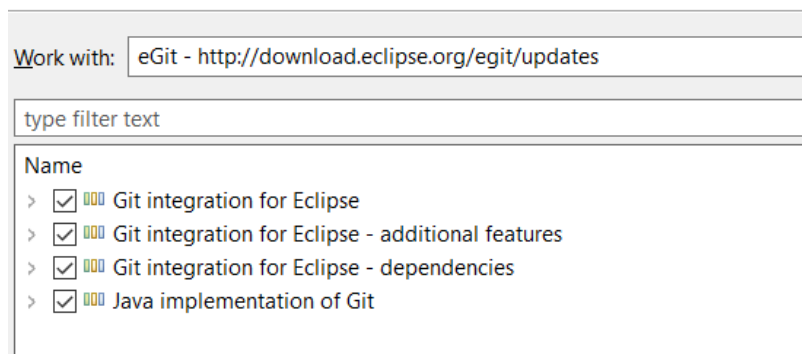 Work with: eGit - http://download.eclipse.org/egit/updates
type filter text
Name
Git integration for Eclipse
Git integration for Eclipse - additional features
Git integration for Eclipse - dependencies
Java implementation of Git